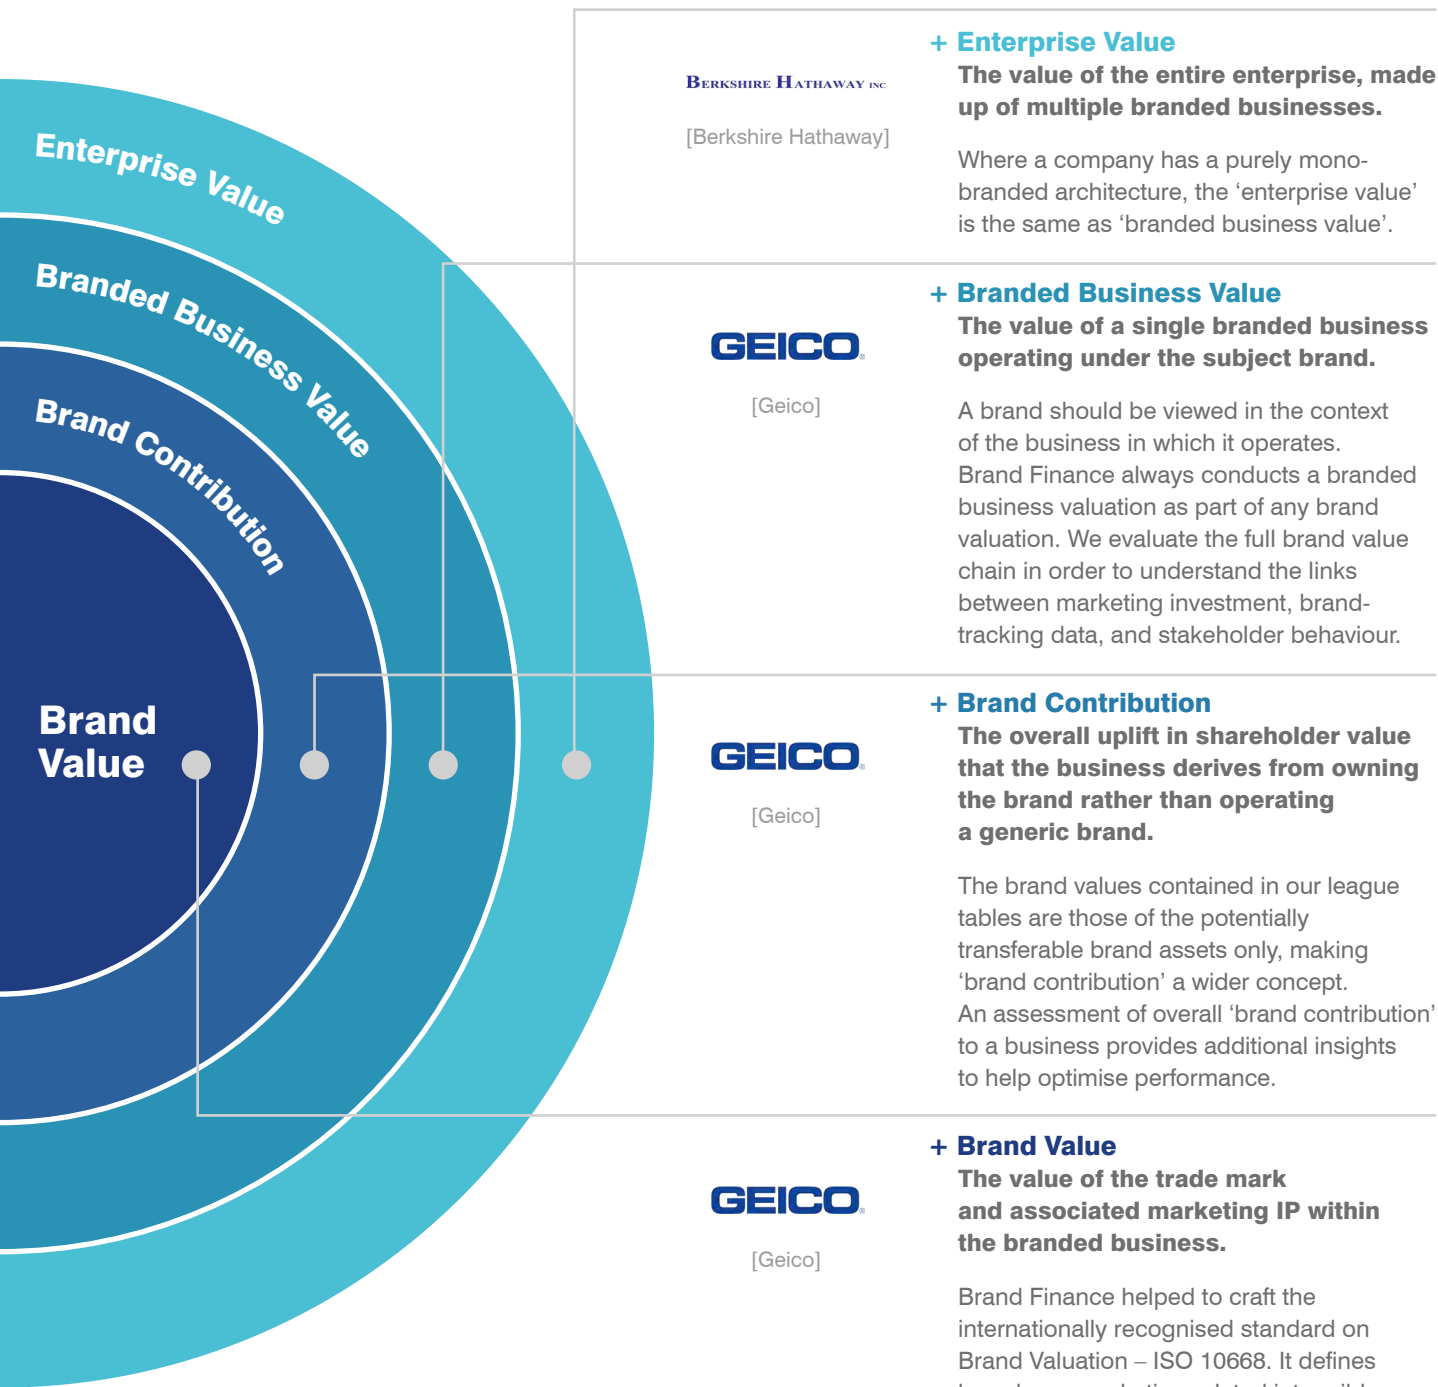 Enterprise Value
Branded Business Value
Brand Contribution
Brand
Value
BERKSHIRE HATHAWAY INC
[Berkshire Hathaway]
+ Enterprise Value
The value of the entire enterprise, made
up of multiple branded businesses.
Where a company has a purely mono-
branded architecture, the ‘enterprise value’
is the same as ‘branded business value’.
GEICO®
[Geico]
+ Branded Business Value
The value of a single branded business
operating under the subject brand.
A brand should be viewed in the context
of the business in which it operates.
Brand Finance always conducts a branded
business valuation as part of any brand
valuation. We evaluate the full brand value
chain in order to understand the links
between marketing investment, brand-
tracking data, and stakeholder behaviour.
GEICO®
[Geico]
+ Brand Contribution
The overall uplift in shareholder value
that the business derives from owning
the brand rather than operating
a generic brand.
The brand values contained in our league
tables are those of the potentially
transferable brand assets only, making
‘brand contribution’ a wider concept.
An assessment of overall ‘brand contribution’
to a business provides additional insights
to help optimise performance.
GEICO®
[Geico]
+ Brand Value
The value of the trade mark
and associated marketing IP within
the branded business.
Brand Finance helped to craft the
internationally recognised standard on
Brand Valuation – ISO 10668. It defines